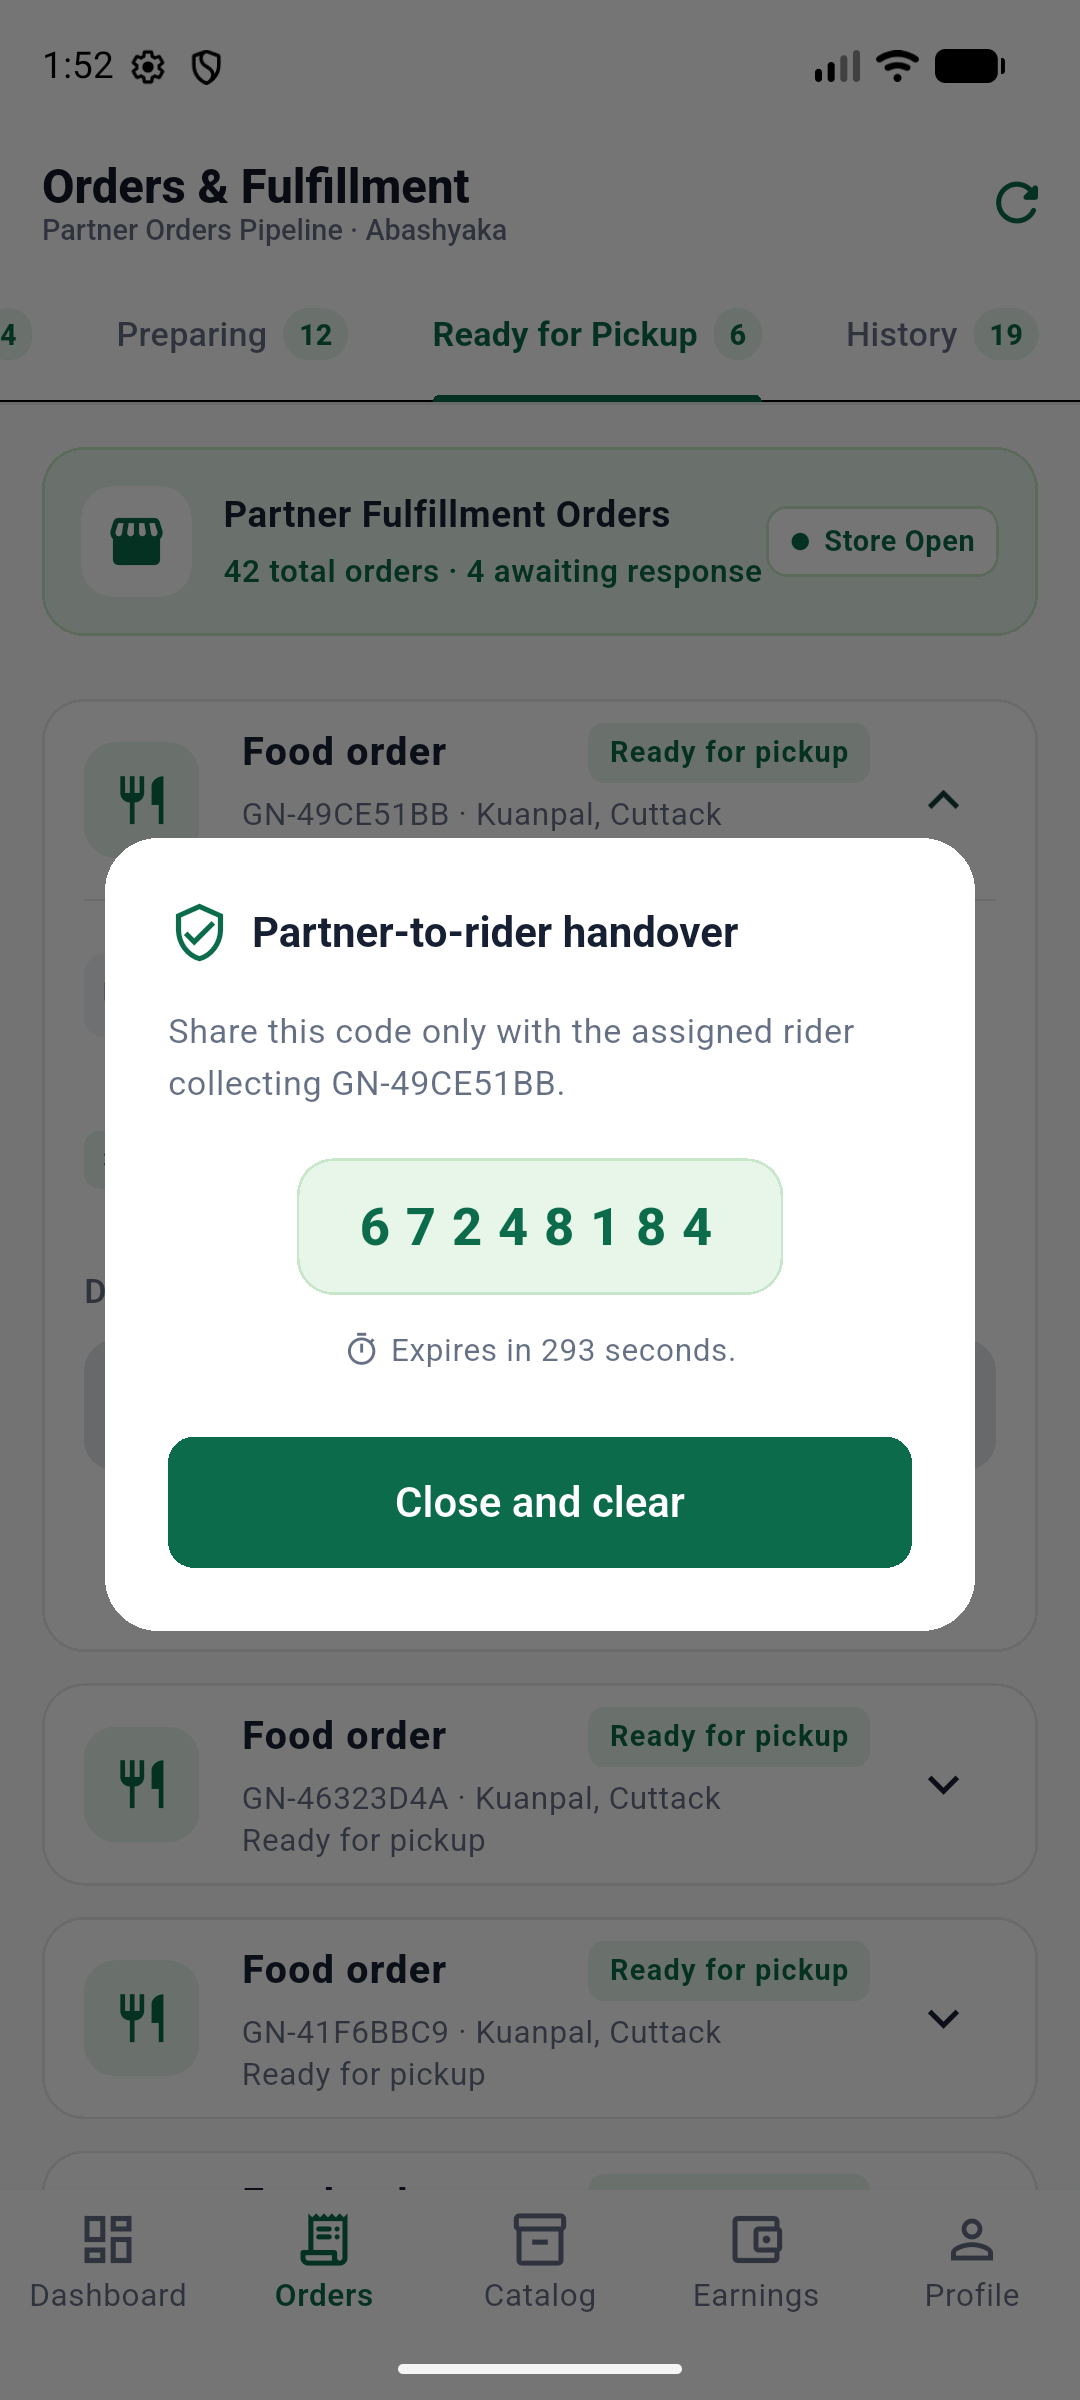 1:52
Orders & Fulfillment
Partner Orders Pipeline · Abashyaka
4 Preparing 12 Ready for Pickup 6 History 19
Partner Fulfillment Orders
42 total orders · 4 awaiting response
Store Open
Food order Ready for pickup
GN-49CE51BB · Kuanpal, Cuttack
Partner-to-rider handover
Share this code only with the assigned rider
collecting GN-49CE51BB.
6 7 2 4 8 1 8 4
Expires in 293 seconds.
D
Close and clear
Food order Ready for pickup
GN-46323D4A · Kuanpal, Cuttack
Ready for pickup
Food order Ready for pickup
GN-41F6BBC9 · Kuanpal, Cuttack
Ready for pickup
Dashboard Orders Catalog Earnings Profile